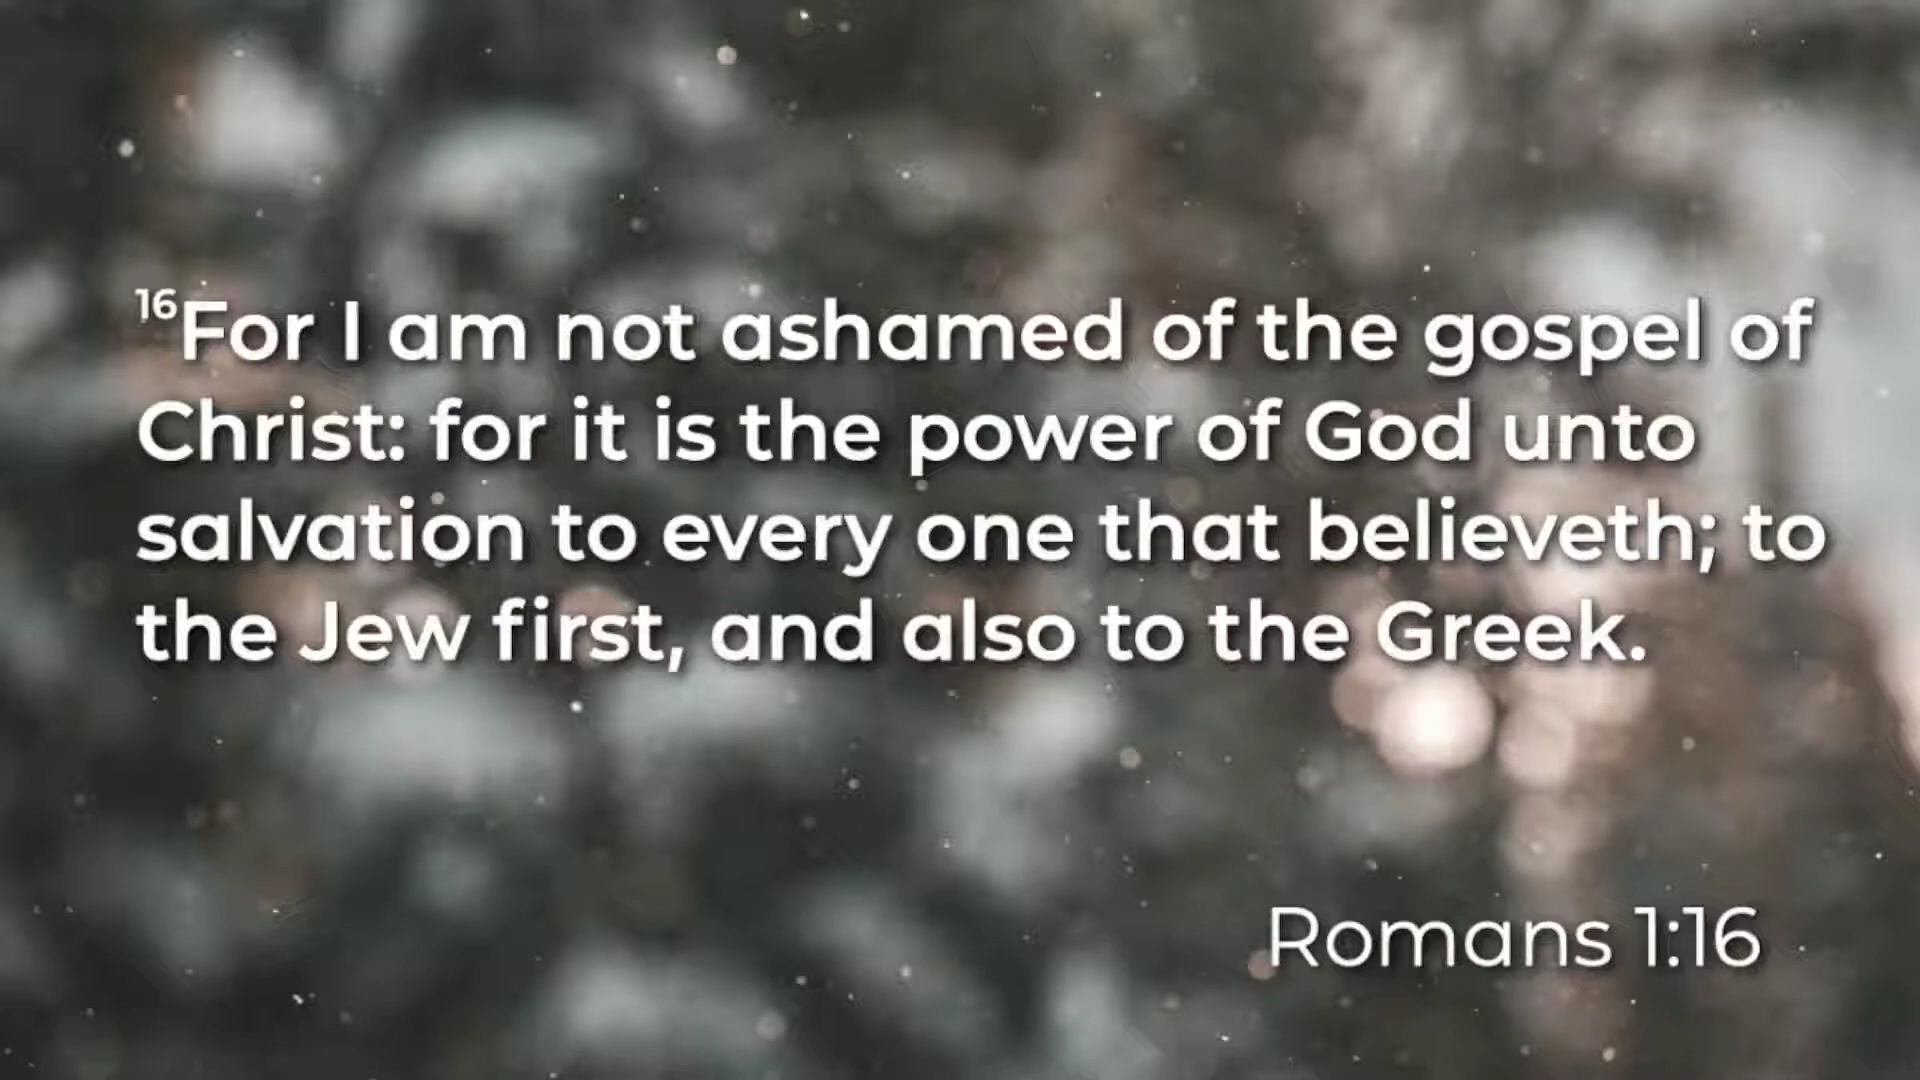 16For I am not ashamed of the gospel of
Christ: for it is the power of God unto
salvation to every one that believeth; to
the Jew first, and also to the Greek.
Romans 1:16